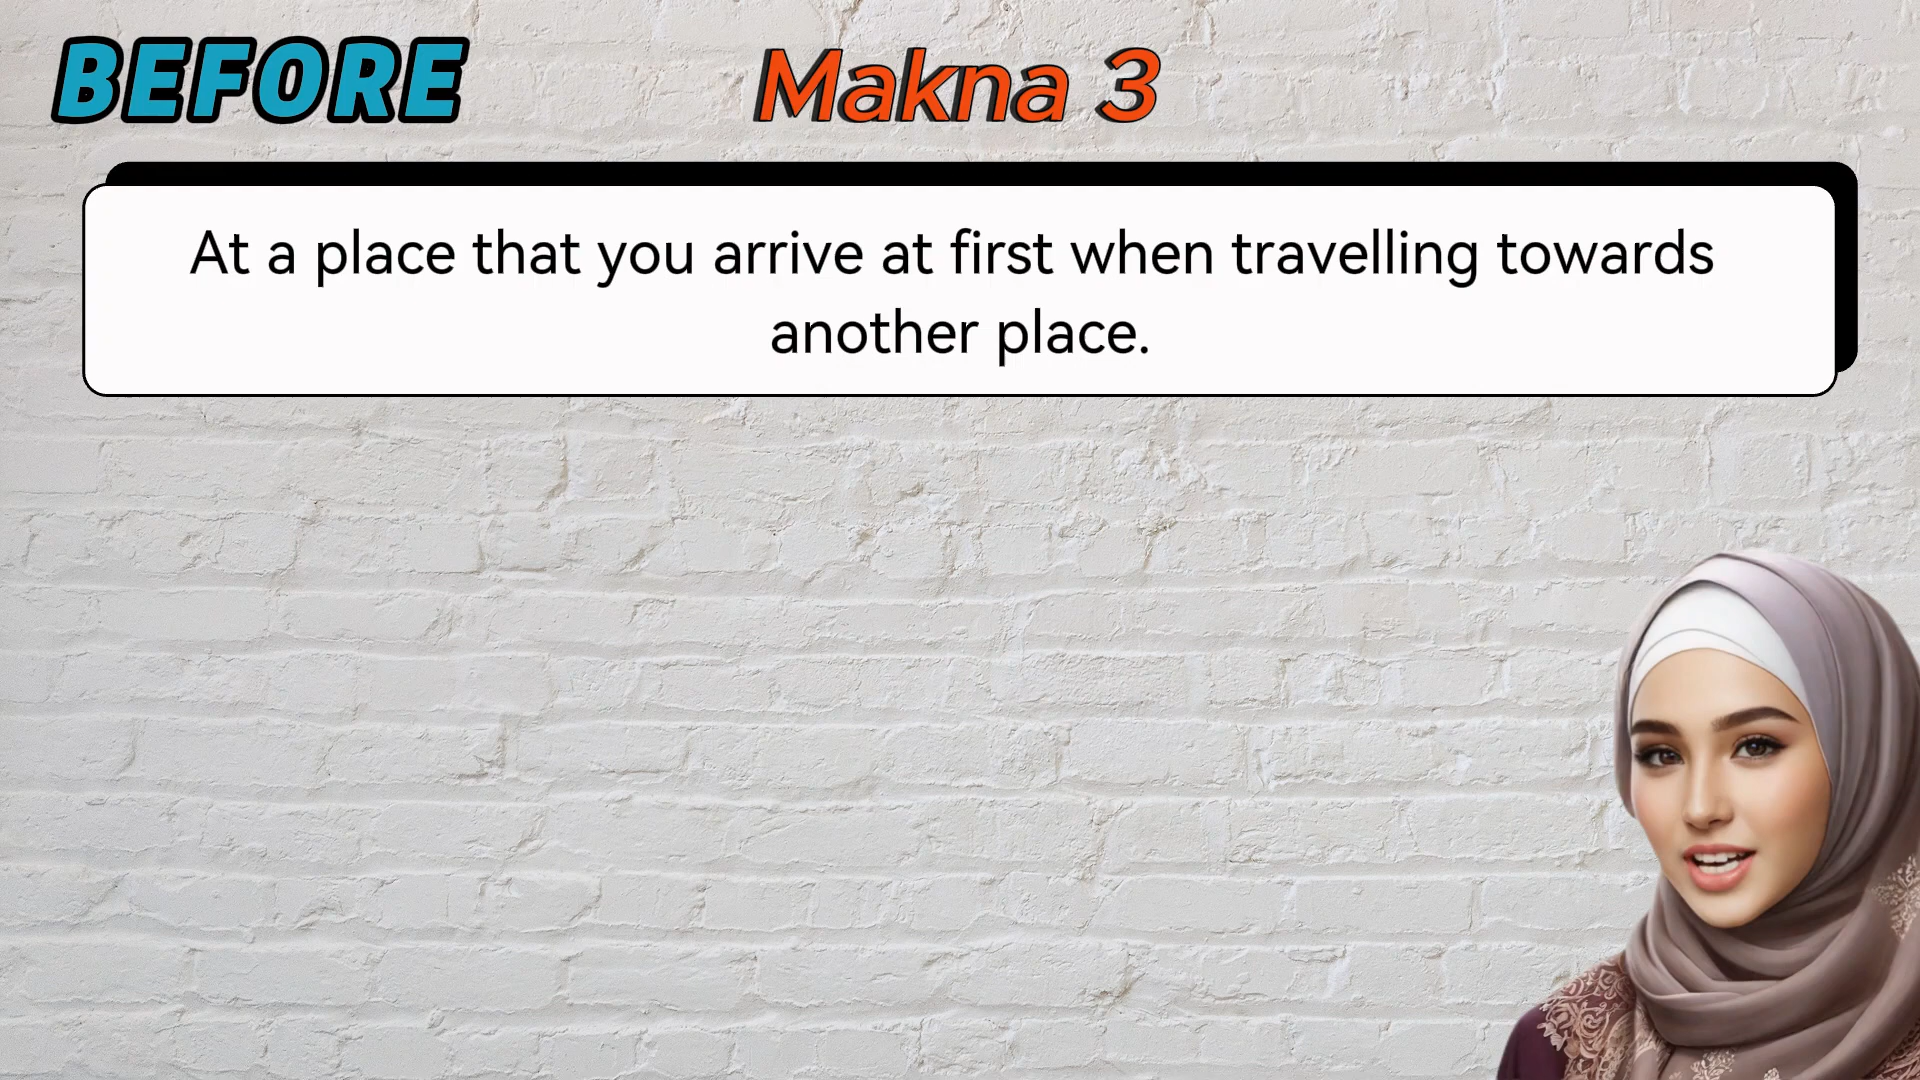 BEFORE
Makna 3
At a place that you arrive at first when travelling towards
another place.